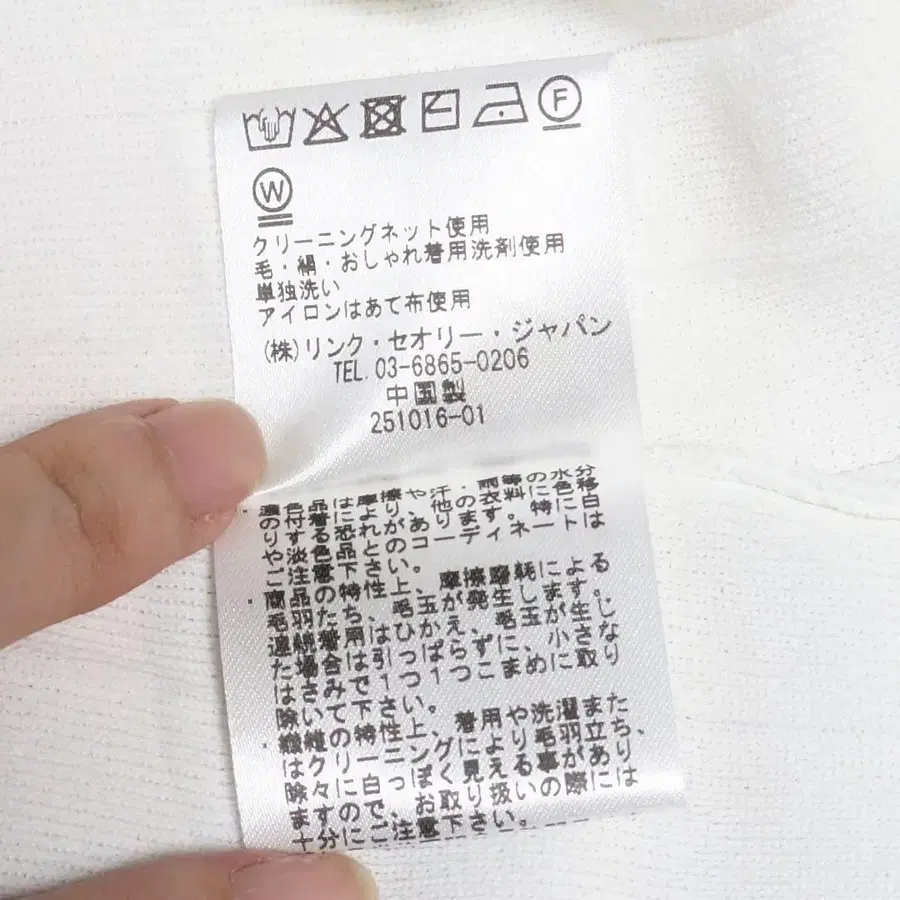 F
W
クリーニングネット使用
毛・絹・おしゃれ着用洗剤使用
単独洗い
アイロンはあて布使用
(株)リンク・セオリー・ジャパン
TEL.03-6865-0206
中国製
251016-01
・濃色品は摩擦や、汗・雨等の水分
の付着により、他の衣料に色移
りする恐れがあります。特に白
や淡色品とのコーディネートは
ご注意下さい。
・商品の特性上、摩擦摩耗による
毛羽たち、毛玉が発生します。
連続着用はひかえ、毛玉が生じ
た場合は引っぱらずに、小さな
はさみで1つ1つこまめに取り
除いて下さい。
・繊維の特性上、着用や洗濯また
はクリーニングにより毛羽立ち、
除々に白っぽく見える事があり
ますので、お取り扱いの際には
十分にご注意下さい。